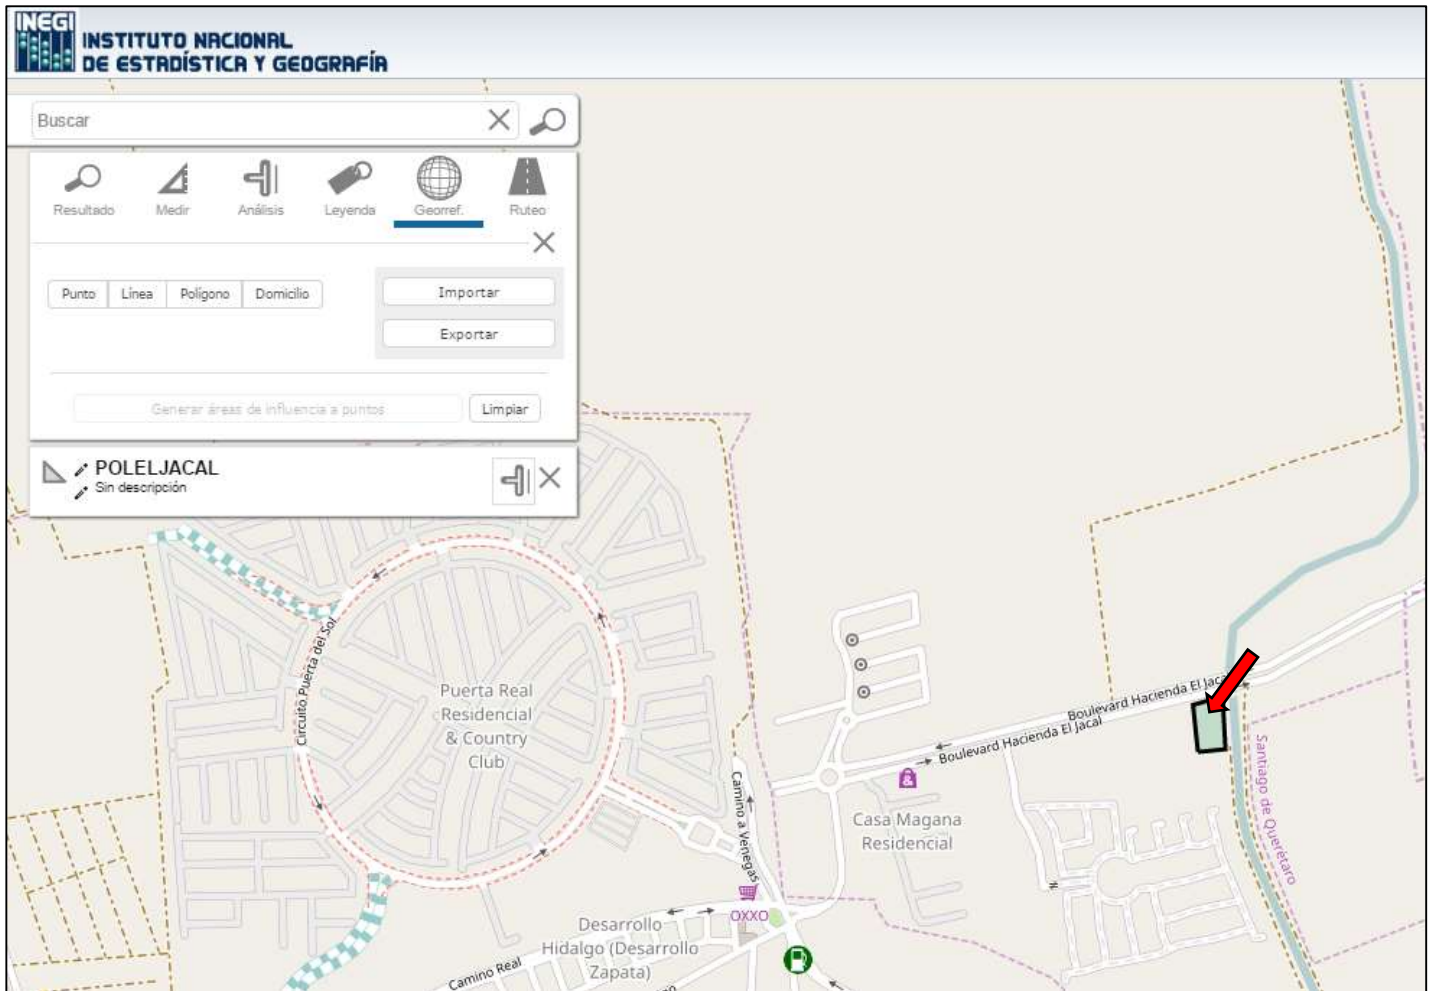 INEGI
INSTITUTO NACIONAL
DE ESTADÍSTICA Y GEOGRAFÍA
Buscar
Resultado
Medir
Análisis
Leyenda
Georref.
Ruteo
Punto
Línea
Polígono
Domicilio
Importar
Exportar
Generar áreas de influencia a puntos
Limpiar
POLELJACAL
Sin descripción
Circuito Puerta del Sol
Puerta Real
Residencial
& Country
Club
Boulevard Hacienda El Jacal
Boulevard Hacienda El Jacal
Santiago de Querétaro
Camino a Venegas
Casa Magana
Residencial
OXXO
Desarrollo
Hidalgo (Desarrollo
Zapata)
Camino Real